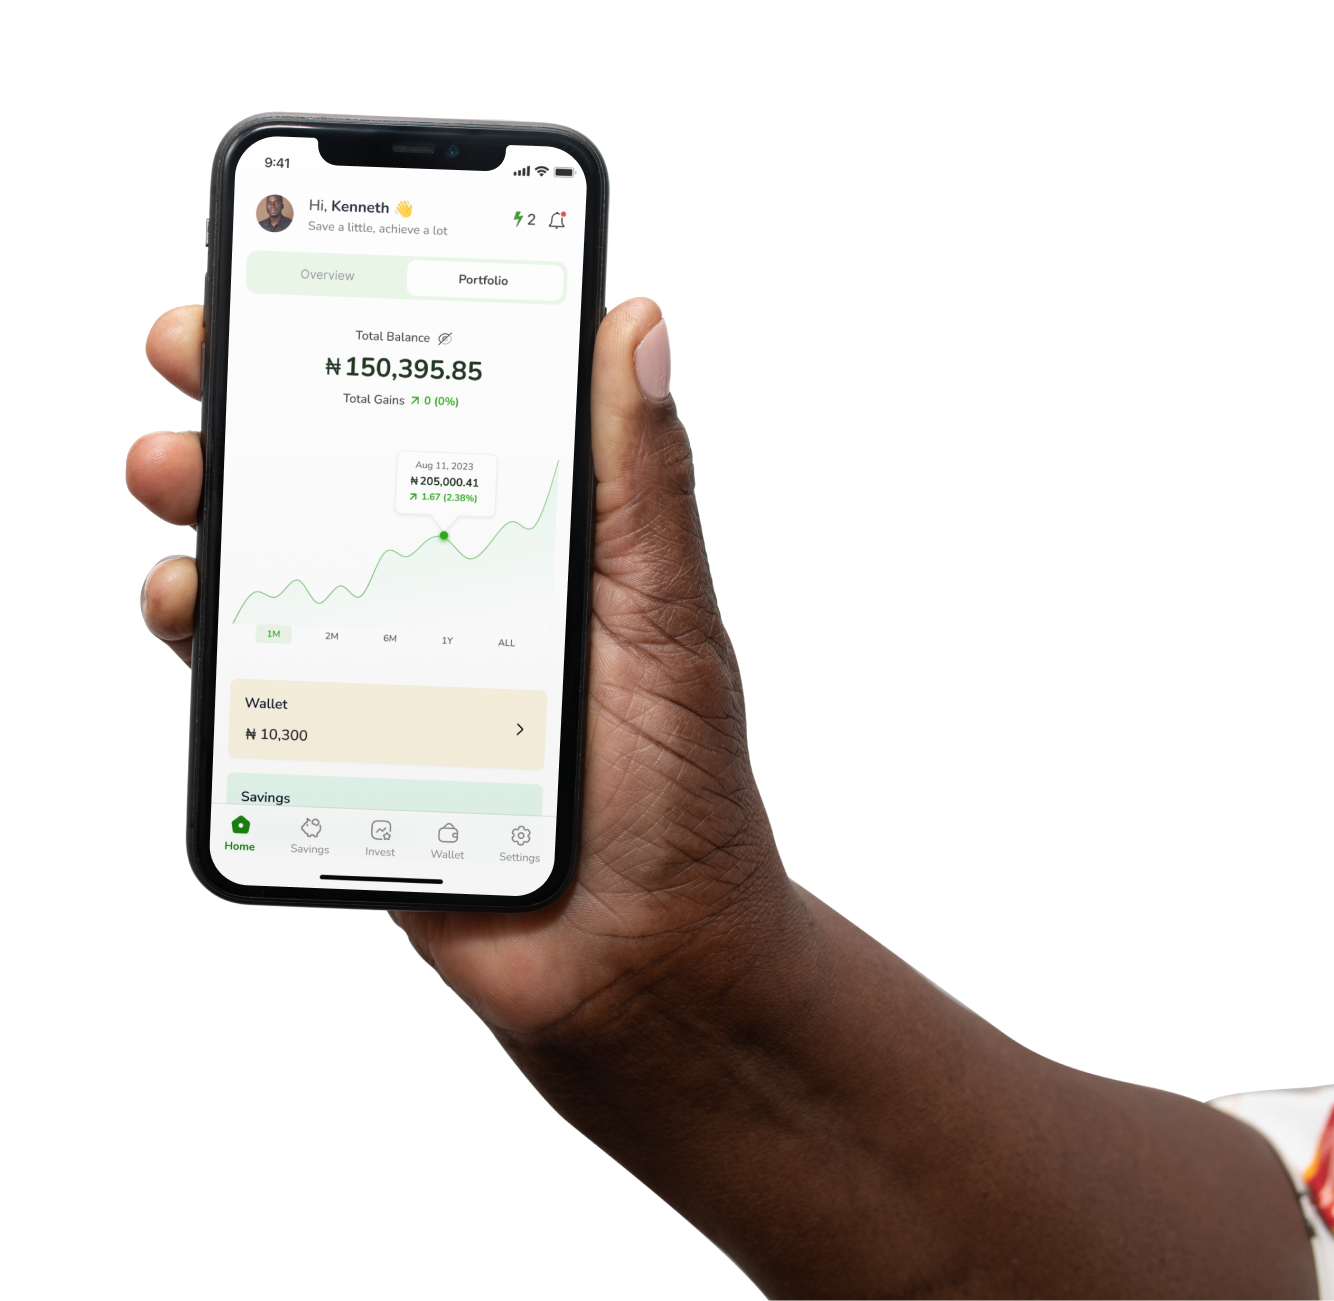 9:41
Hi, Kenneth 👋
Save a little, achieve a lot
2
Overview
Portfolio
Total Balance
₦150,395.85
Total Gains 0 (0%)
Aug 11, 2023
₦205,000.41
1.67 (2.38%)
1M
2M
6M
1Y
ALL
Wallet
₦ 10,300
Savings
Home
Savings
Invest
Wallet
Settings